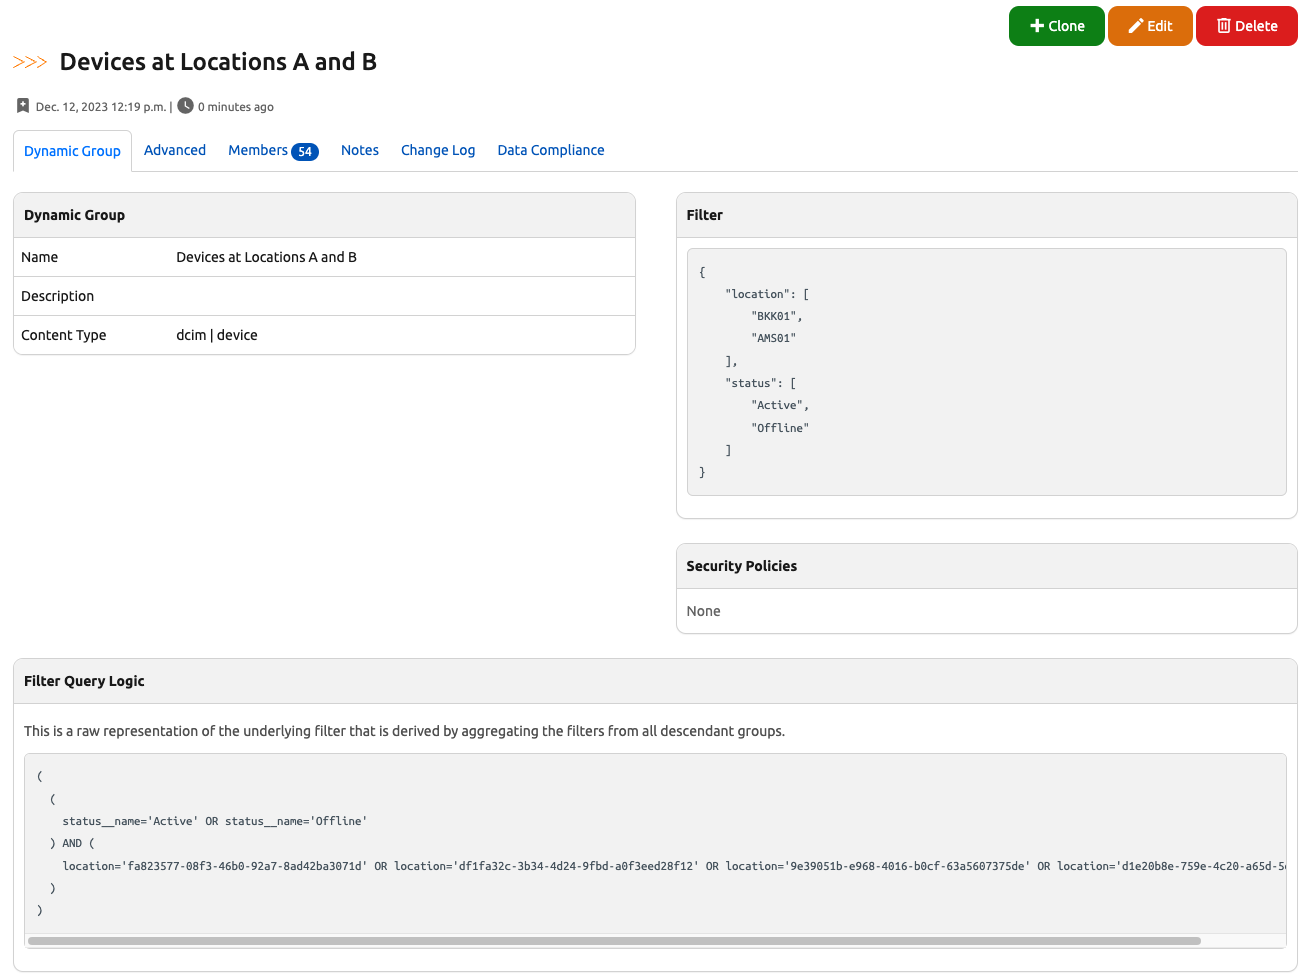 Clone Edit Delete
>>> Devices at Locations A and B
Dec. 12, 2023 12:19 p.m. | 0 minutes ago
Dynamic Group Advanced Members 54 Notes Change Log Data Compliance
Dynamic Group
Name Devices at Locations A and B
Description
Content Type dcim | device
Filter
{
"location": [
"BKK01",
"AMS01"
],
"status": [
"Active",
"Offline"
]
}
Security Policies
None
Filter Query Logic
This is a raw representation of the underlying filter that is derived by aggregating the filters from all descendant groups.
(
(
status__name='Active' OR status__name='Offline'
) AND (
location='fa823577-08f3-46b0-92a7-8ad42ba3071d' OR location='df1fa32c-3b34-4d24-9fbd-a0f3eed28f12' OR location='9e39051b-e968-4016-b0cf-63a5607375de' OR location='d1e20b8e-759e-4c20-a65d-5
)
)